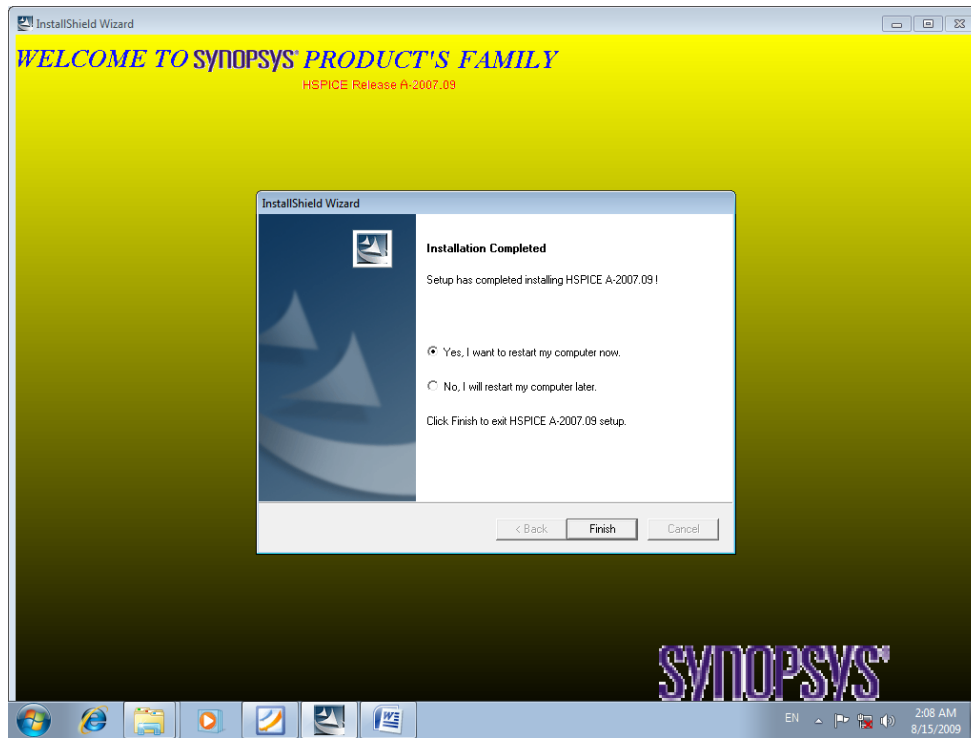 InstallShield Wizard
WELCOME TO SYNOPSYS® PRODUCT'S FAMILY
HSPICE Release A-2007.09
InstallShield Wizard
Installation Completed
Setup has completed installing HSPICE A-2007.09 !
Yes, I want to restart my computer now.
No, I will restart my computer later.
Click Finish to exit HSPICE A-2007.09 setup.
< Back
Finish
Cancel
SYNOPSYS®
EN
2:08 AM
8/15/2009